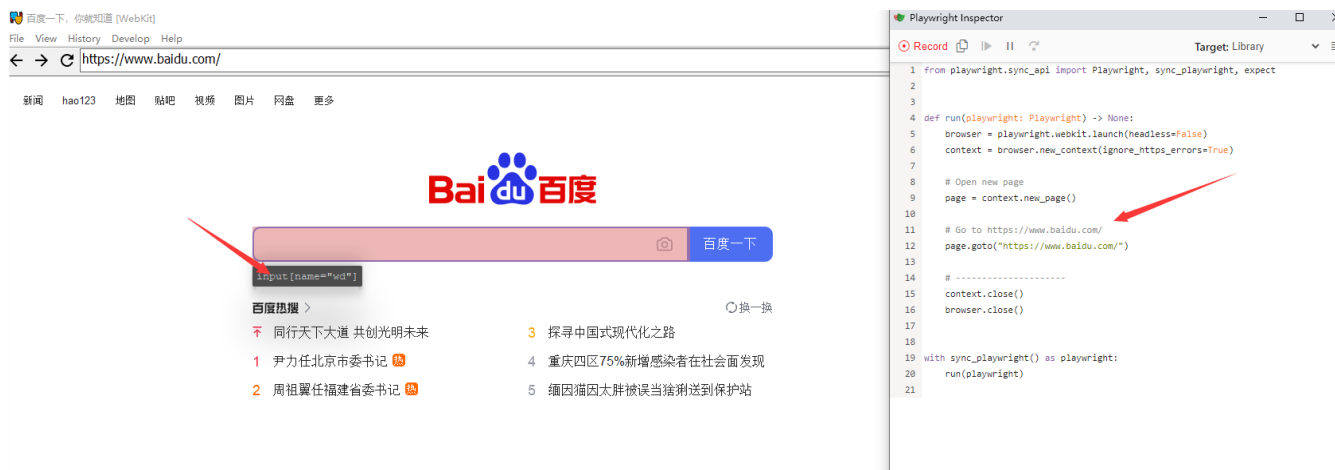 百度一下，你就知道 [WebKit]
File View History Develop Help
https://www.baidu.com/
新闻 hao123 地图 贴吧 视频 图片 网盘 更多
Bai du 百度
百度一下
input[name="wd"]
百度热搜 >
换一换
同行天下大道 共创光明未来
1 尹力任北京市委书记 热
2 周祖翼任福建省委书记 热
3 探寻中国式现代化之路
4 重庆四区75%新增感染者在社会面发现
5 缅因猫因太胖被误当猞猁送到保护站
Playwright Inspector
Record
Target: Library
1 from playwright.sync_api import Playwright, sync_playwright, expect
2
3
4 def run(playwright: Playwright) -> None:
5 browser = playwright.webkit.launch(headless=False)
6 context = browser.new_context(ignore_https_errors=True)
7
8 # Open new page
9 page = context.new_page()
10
11 # Go to https://www.baidu.com/
12 page.goto("https://www.baidu.com/")
13
14 # ---------------------
15 context.close()
16 browser.close()
17
18
19 with sync_playwright() as playwright:
20 run(playwright)
21